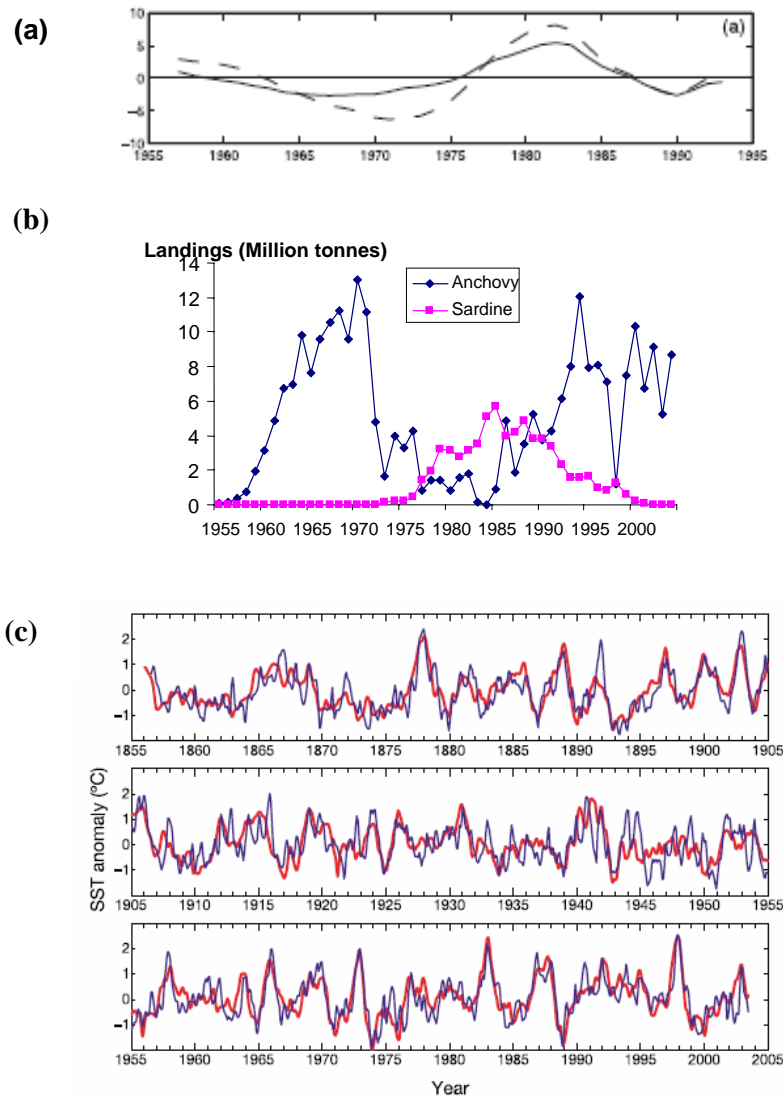 (a)
(a)
10
5
0
−5
−10
1955 1960 1965 1970 1975 1980 1985 1990 1995
(b)
Landings (Million tonnes)
14
12
10
8
6
4
2
0
Anchovy
Sardine
1955 1960 1965 1970 1975 1980 1985 1990 1995 2000
(c)
SST anomaly (ºC)
2
1
0
−1
1855 1860 1865 1870 1875 1880 1885 1890 1895 1900 1905
2
1
0
−1
1905 1910 1915 1920 1925 1930 1935 1940 1945 1950 1955
2
1
0
−1
1955 1960 1965 1970 1975 1980 1985 1990 1995 2000 2005
Year